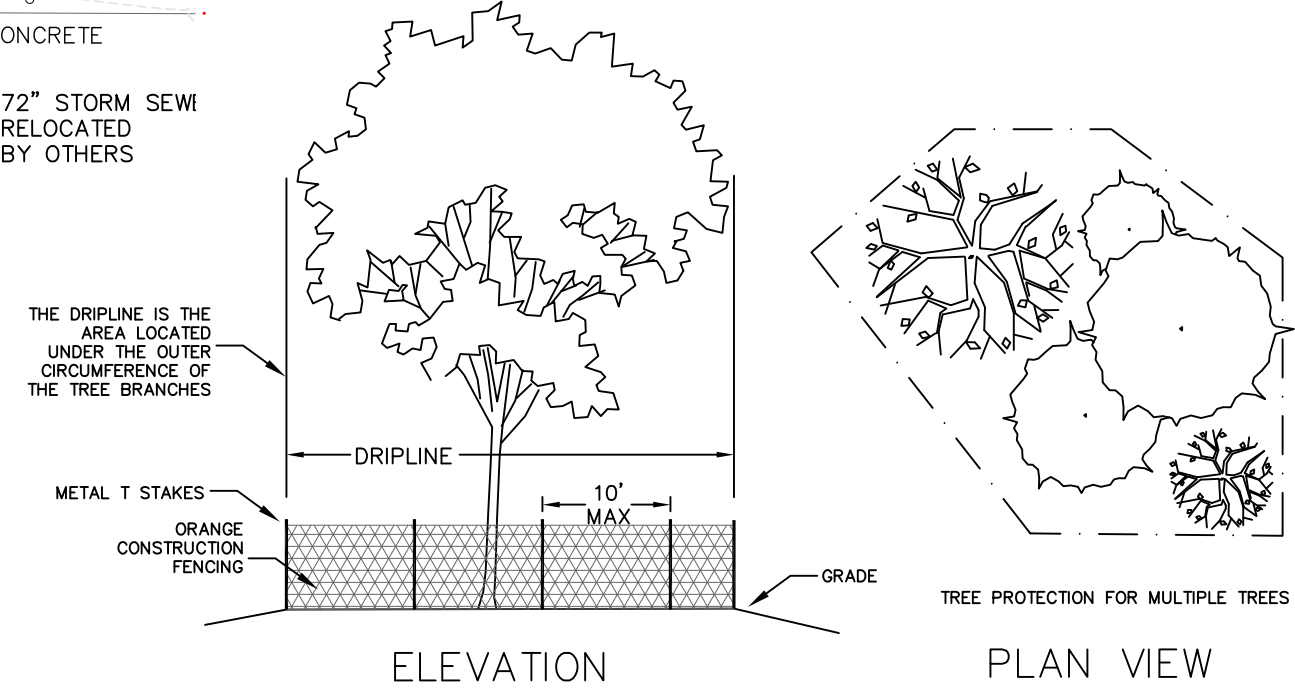 ONCRETE
72" STORM SEWE
RELOCATED
BY OTHERS
THE DRIPLINE IS THE
AREA LOCATED
UNDER THE OUTER
CIRCUMFERENCE OF
THE TREE BRANCHES
DRIPLINE
METAL T STAKES
10'
MAX
ORANGE
CONSTRUCTION
FENCING
GRADE
ELEVATION
TREE PROTECTION FOR MULTIPLE TREES
PLAN VIEW